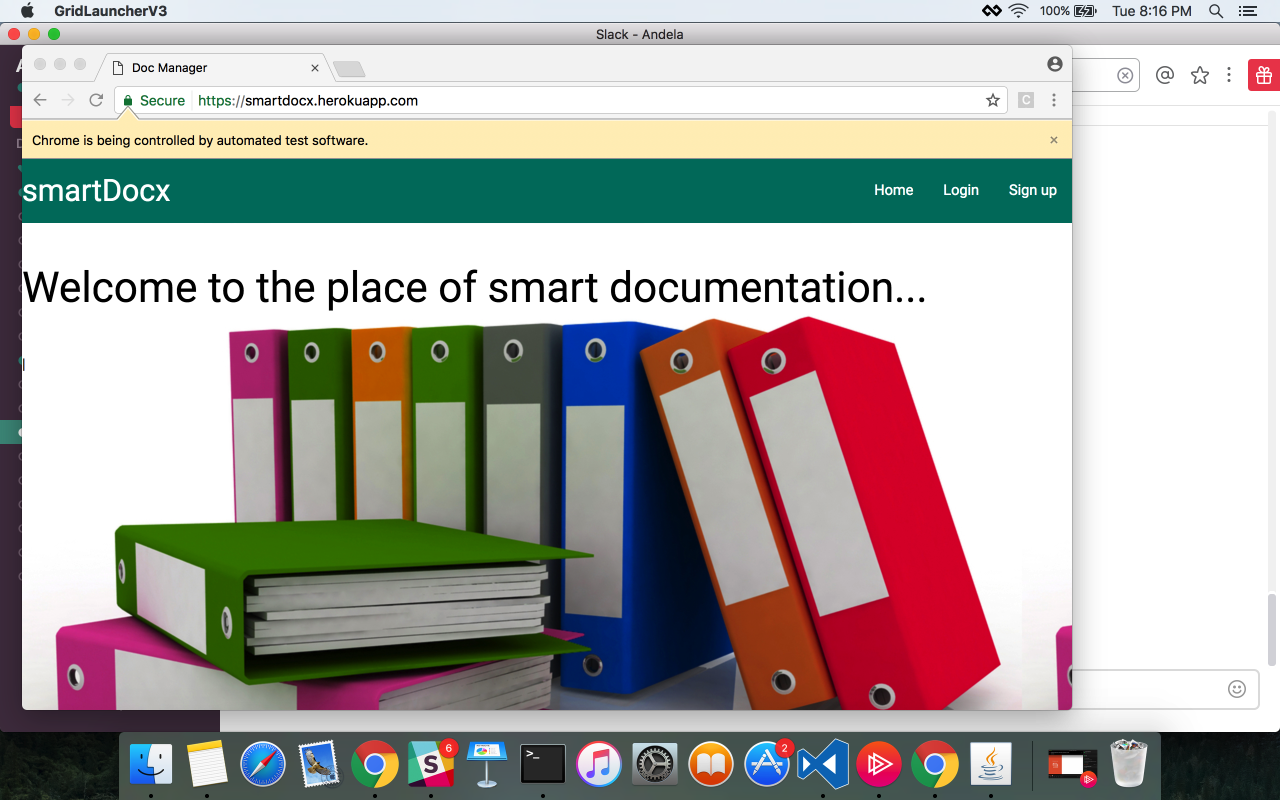 GridLauncherV3
100%
Tue 8:16 PM
Slack - Andela
Doc Manager
Secure
https://smartdocx.herokuapp.com
C
Chrome is being controlled by automated test software.
smartDocx
Home
Login
Sign up
Welcome to the place of smart documentation...
6
2